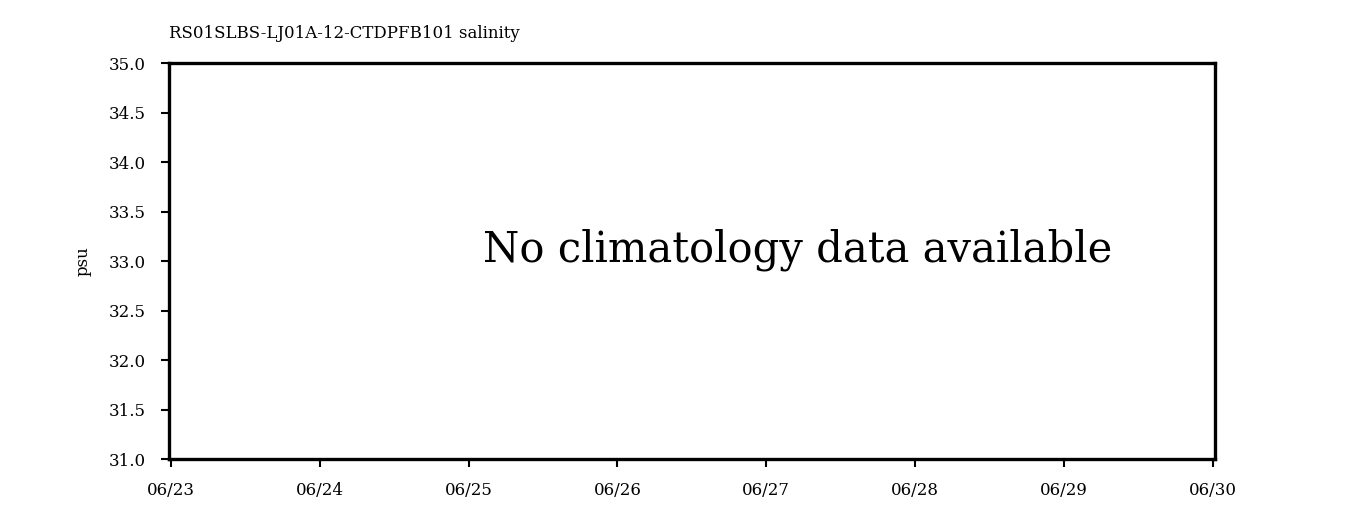 RS01SLBS-LJ01A-12-CTDPFB101 salinity
35.0
34.5
34.0
33.5
33.0
32.5
32.0
31.5
31.0
psu
No climatology data available
06/23 06/24 06/25 06/26 06/27 06/28 06/29 06/30